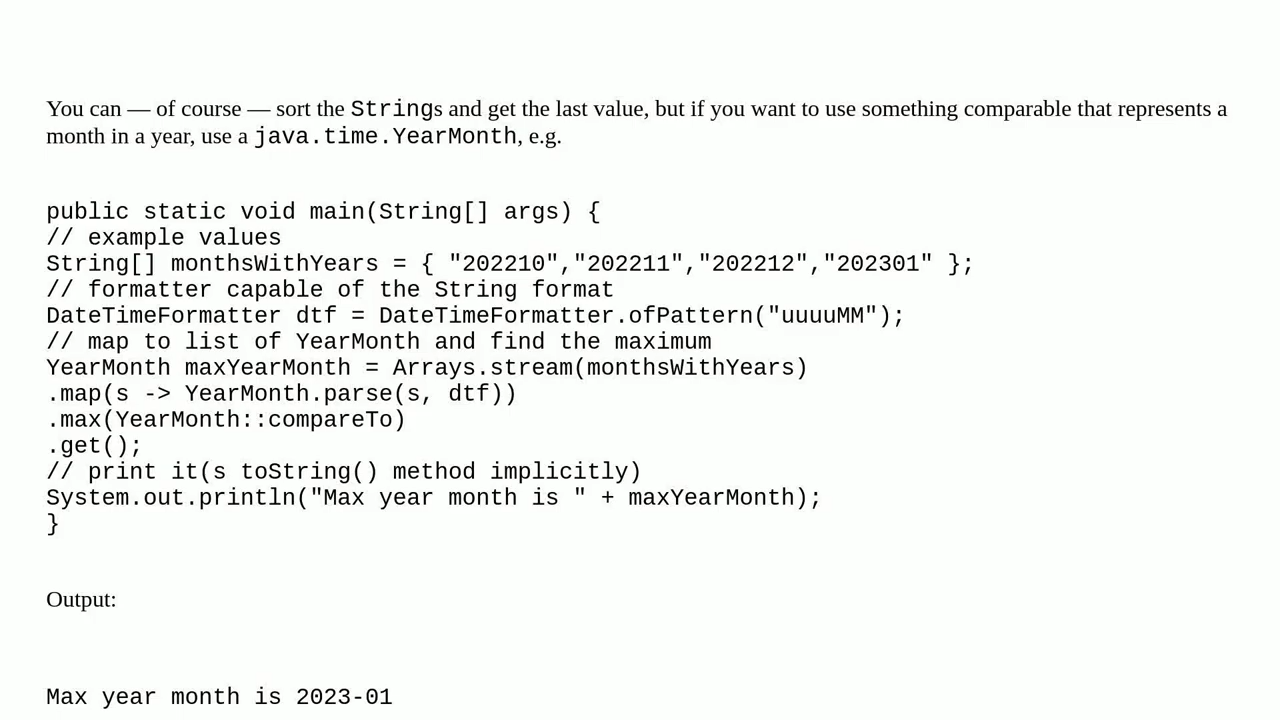 You can — of course — sort the Strings and get the last value, but if you want to use something comparable that represents a
month in a year, use a java.time.YearMonth, e.g.
public static void main(String[] args) {
// example values
String[] monthsWithYears = { "202210","202211","202212","202301" };
// formatter capable of the String format
DateTimeFormatter dtf = DateTimeFormatter.ofPattern("uuuuMM");
// map to list of YearMonth and find the maximum
YearMonth maxYearMonth = Arrays.stream(monthsWithYears)
.map(s -> YearMonth.parse(s, dtf))
.max(YearMonth::compareTo)
.get();
// print it(s toString() method implicitly)
System.out.println("Max year month is " + maxYearMonth);
}
Output:
Max year month is 2023-01